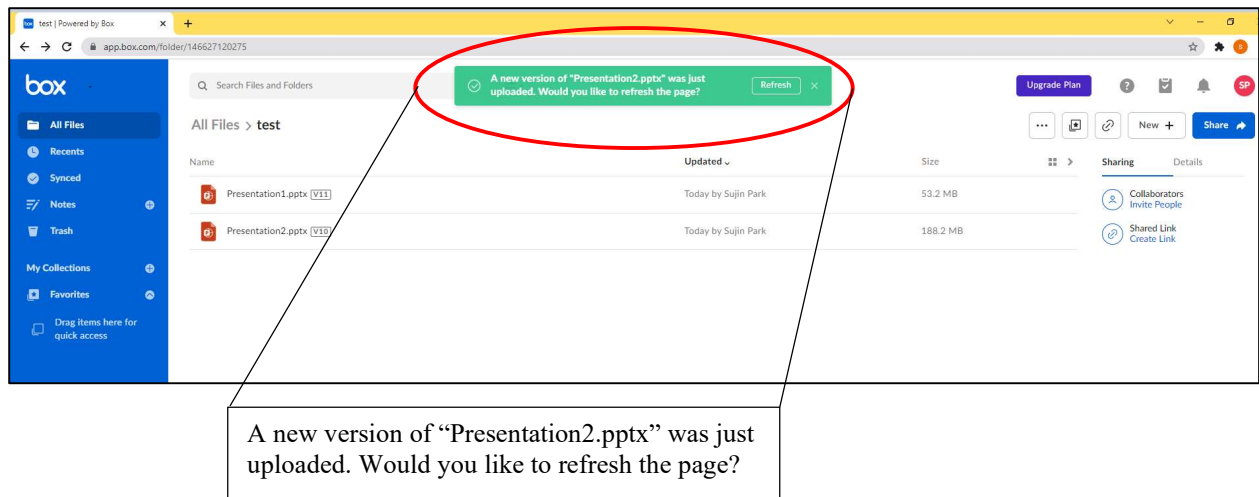 box
test | Powered by Box
app.box.com/folder/146627120275
box
Search Files and Folders
A new version of "Presentation2.pptx" was just
uploaded. Would you like to refresh the page?
Refresh
Upgrade Plan
SP
All Files
Recents
Synced
Notes
Trash
My Collections
Favorites
Drag items here for
quick access
All Files > test
New +
Share
Name
Updated
Size
Sharing
Details
Presentation1.pptx V11
Today by Sujin Park
53.2 MB
Presentation2.pptx V10
Today by Sujin Park
188.2 MB
Collaborators
Invite People
Shared Link
Create Link
A new version of “Presentation2.pptx” was just
uploaded. Would you like to refresh the page?